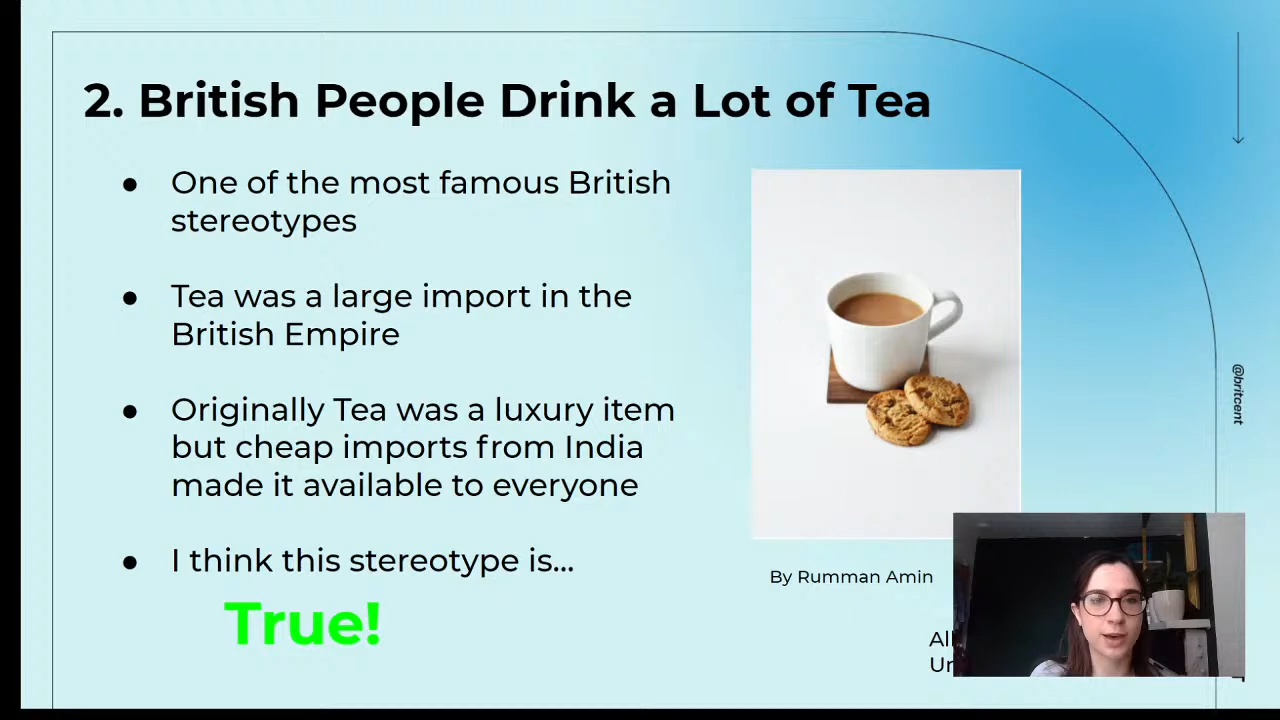 2. British People Drink a Lot of Tea
● One of the most famous British
stereotypes
● Tea was a large import in the
British Empire
● Originally Tea was a luxury item
but cheap imports from India
made it available to everyone
● I think this stereotype is...
True!
By Rumman Amin
@britcent